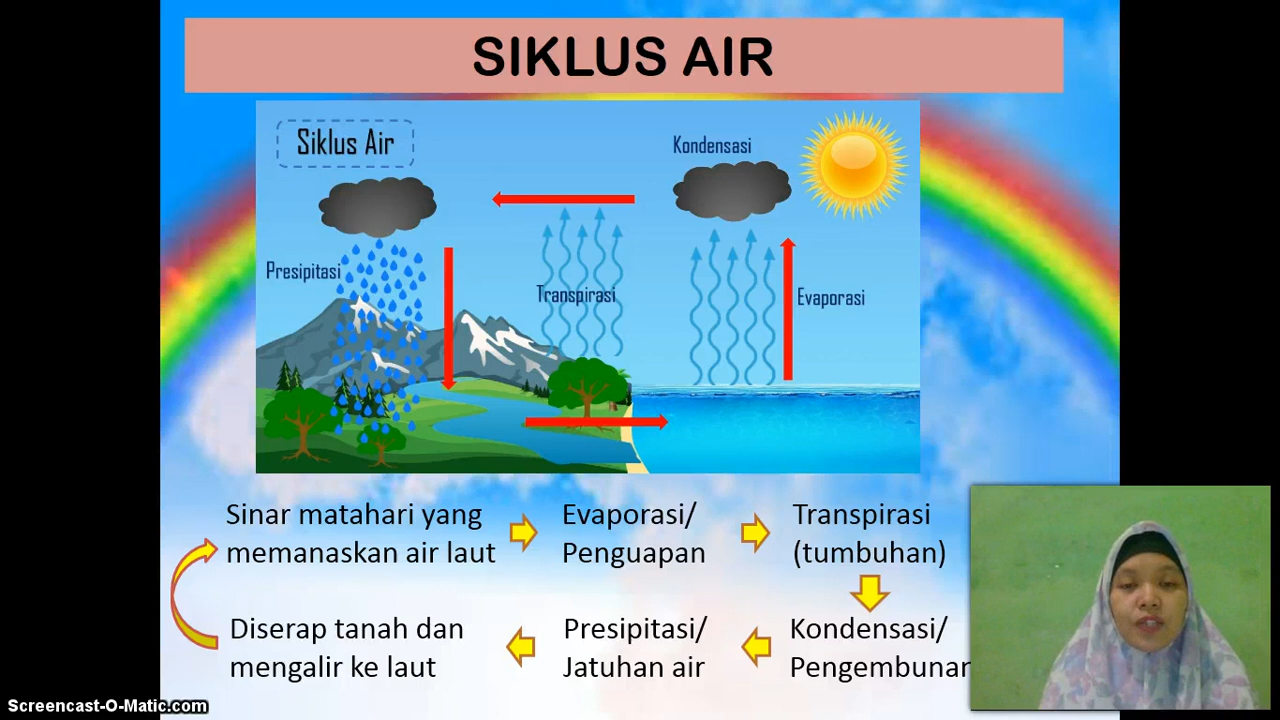 SIKLUS AIR
Siklus Air
Kondensasi
Presipitasi
Transpirasi
Evaporasi
Sinar matahari yang
memanaskan air laut
Evaporasi/
Penguapan
Transpirasi
(tumbuhan)
Diserap tanah dan
mengalir ke laut
Presipitasi/
Jatuhan air
Kondensasi/
Pengembunan
Screencast-O-Matic.com